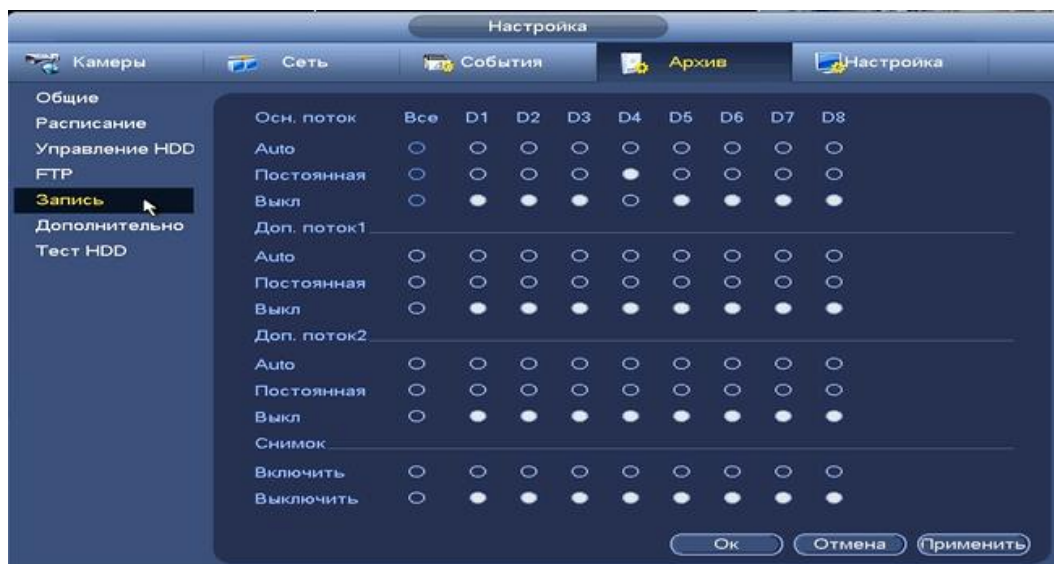 Настройка
Камеры Сеть События Архив Настройка
Общие
Расписание
Управление HDD
FTP
Запись
Дополнительно
Тест HDD
Осн. поток Все D1 D2 D3 D4 D5 D6 D7 D8
Auto
Постоянная
Выкл
Доп. поток1
Auto
Постоянная
Выкл
Доп. поток2
Auto
Постоянная
Выкл
Снимок
Включить
Выключить
Ок Отмена Применить